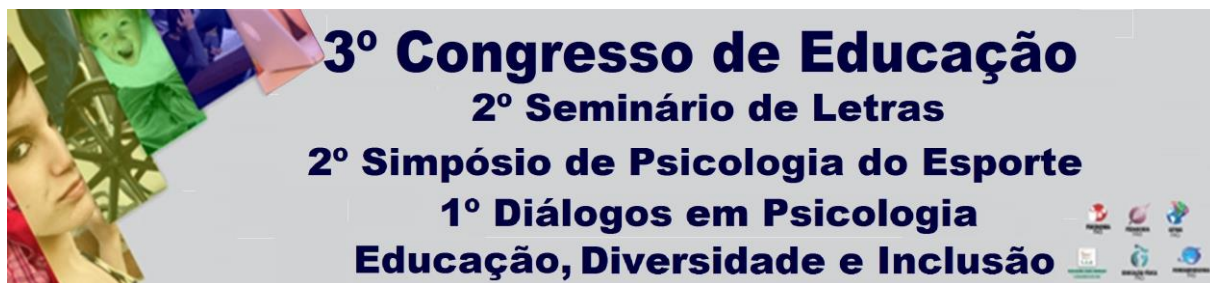 3º Congresso de Educação
2º Seminário de Letras
2º Simpósio de Psicologia do Esporte
1º Diálogos em Psicologia
Educação, Diversidade e Inclusão